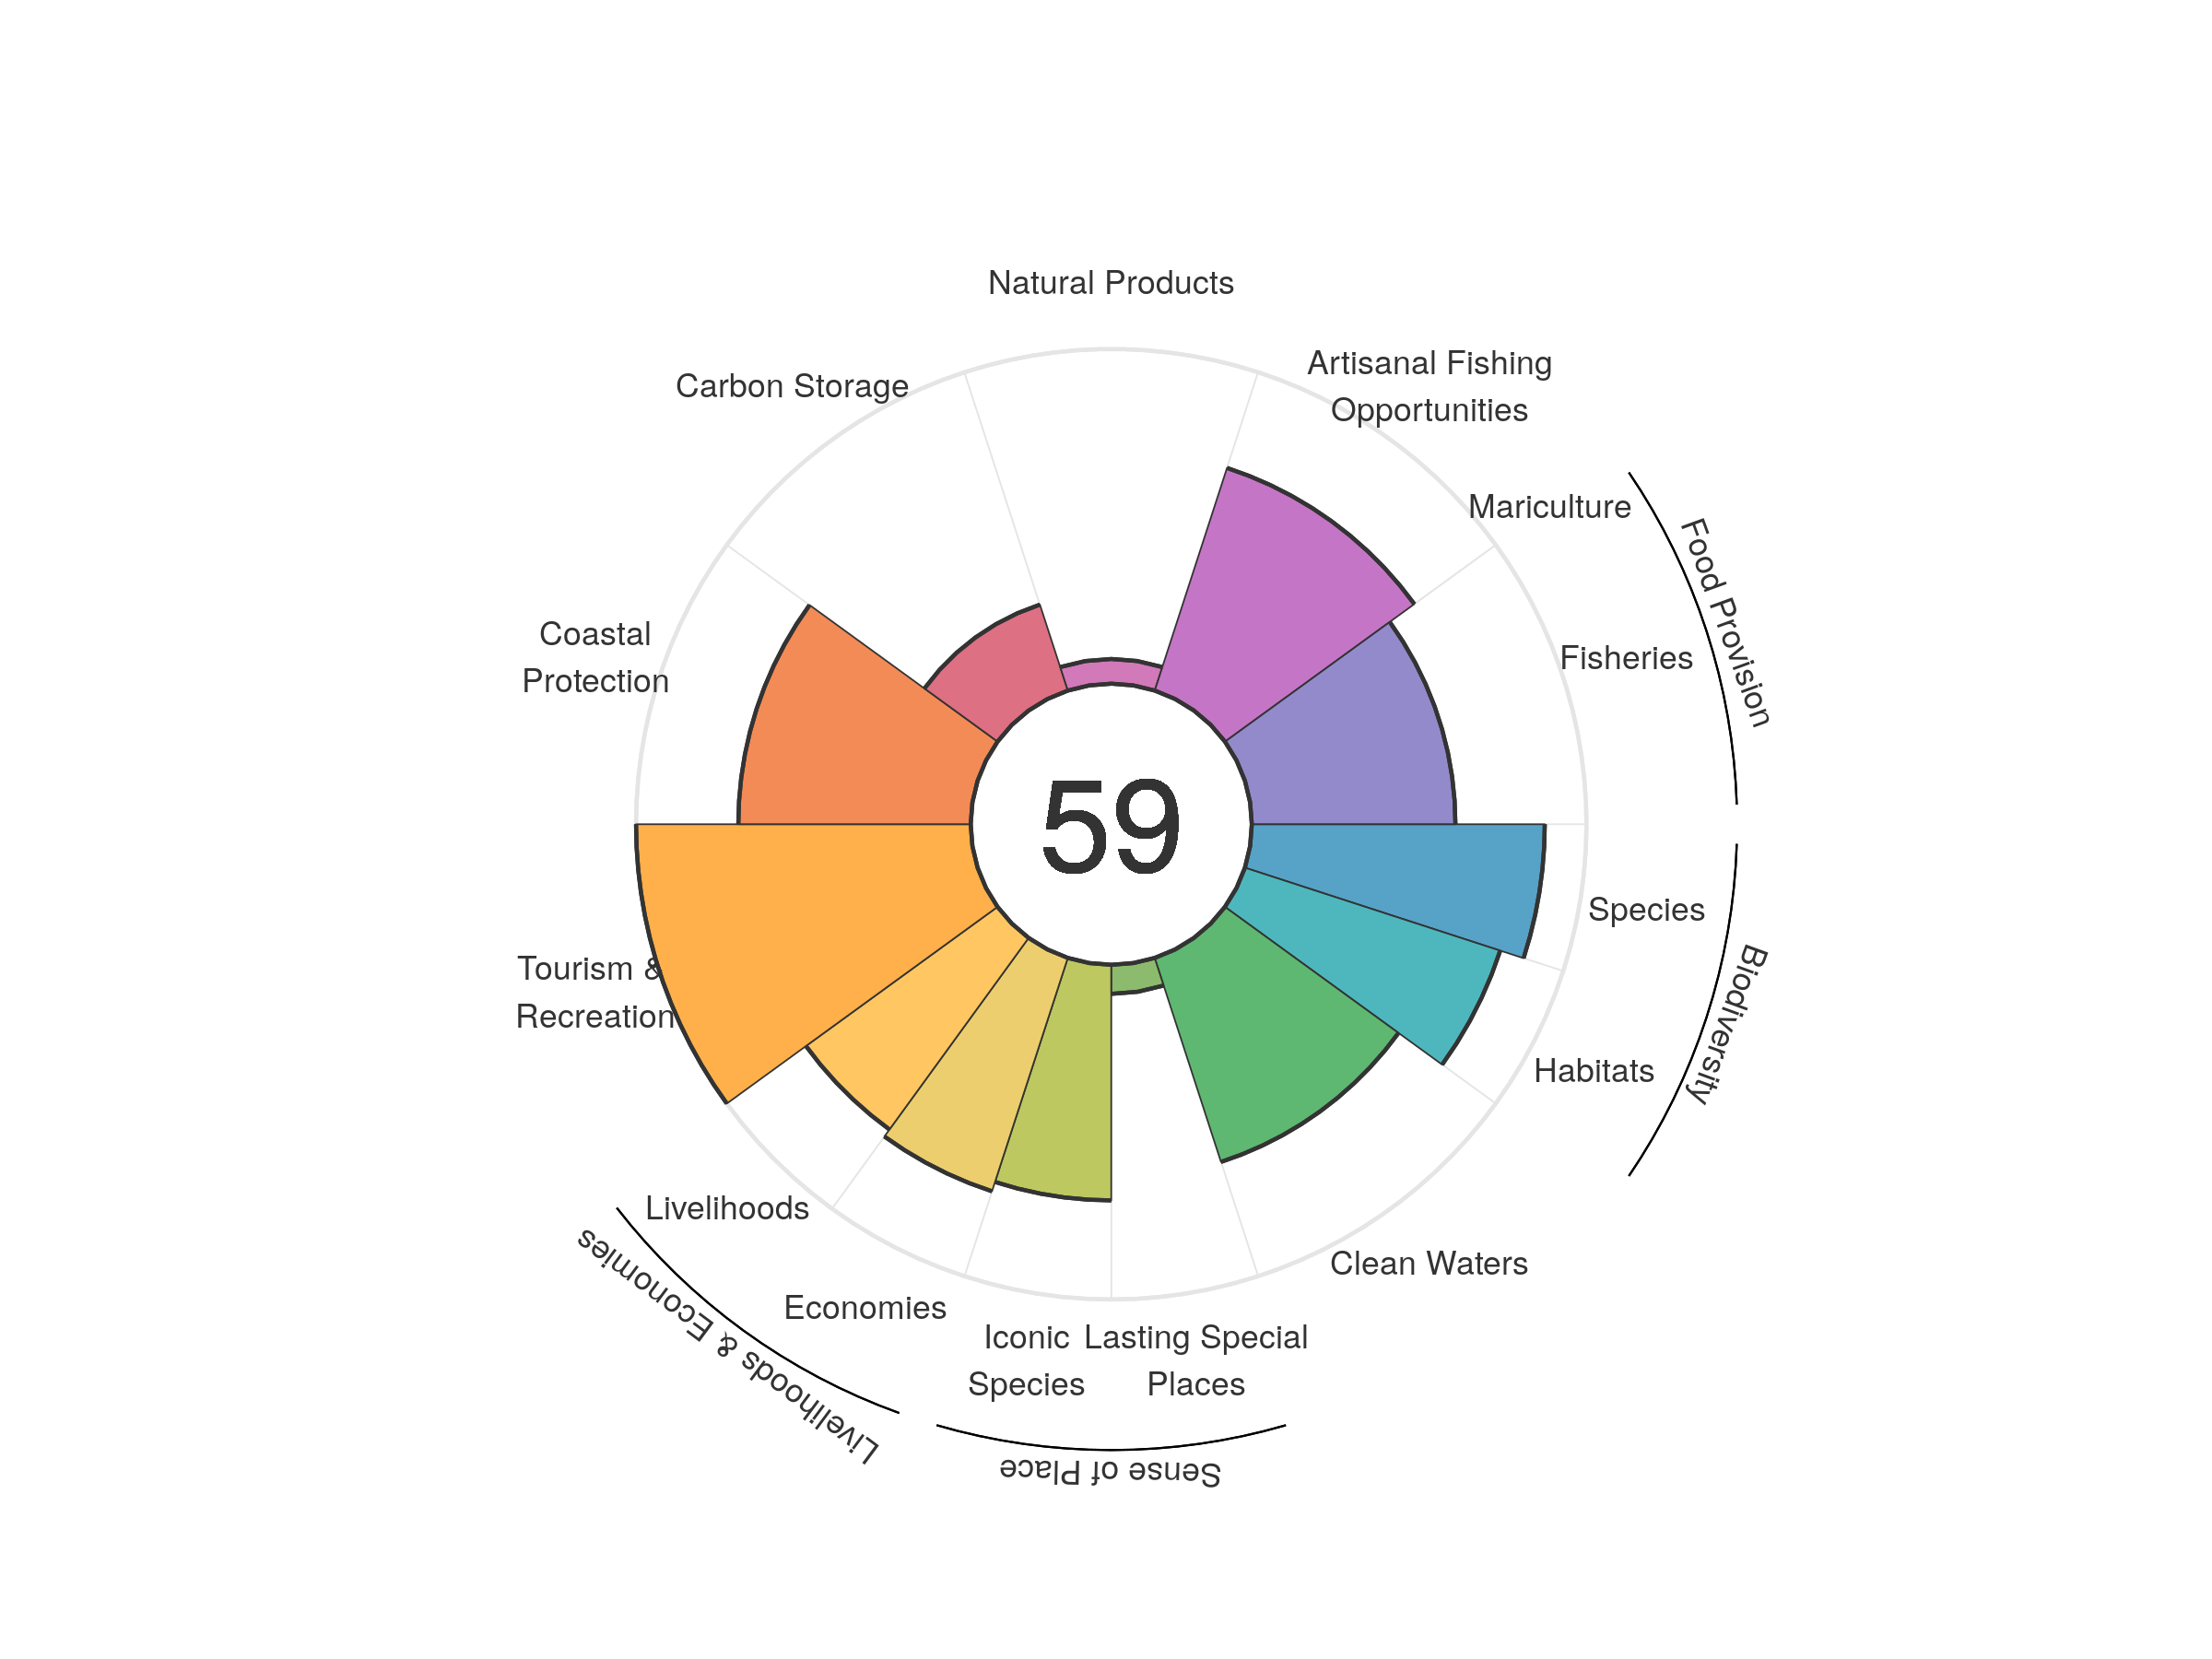 Natural Products
Artisanal Fishing
Opportunities
Carbon Storage
Mariculture
Food Provision
Fisheries
Coastal
Protection
59
Species
Biodiversity
Tourism &
Recreation
Habitats
Livelihoods
Clean Waters
Livelihoods & Economies
Economies
Iconic
Species
Lasting Special
Places
Sense of Place